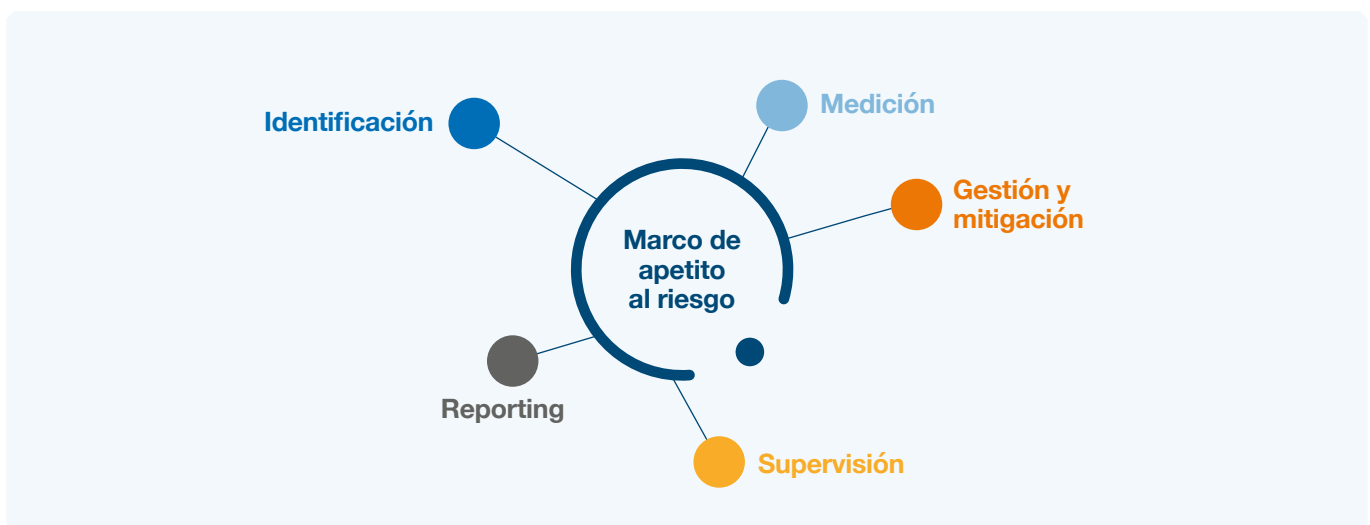 Identificación
Medición
Gestión y
mitigación
Marco de
apetito
al riesgo
Reporting
Supervisión